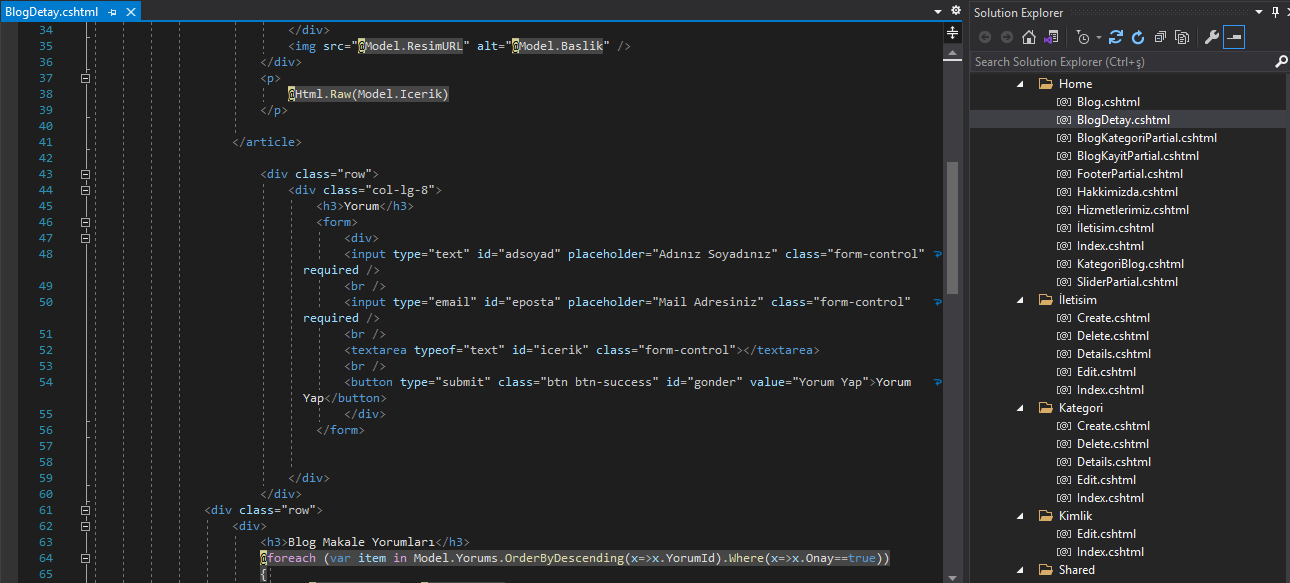 BlogDetay.cshtml
34 </div>
35 <img src="@Model.ResimURL" alt="@Model.Baslik" />
36 </div>
37 <p>
38 @Html.Raw(Model.Icerik)
39 </p>
40
41 </article>
42
43 <div class="row">
44 <div class="col-lg-8">
45 <h3>Yorum</h3>
46 <form>
47 <div>
48 <input type="text" id="adsoyad" placeholder="Adınız Soyadınız" class="form-control"
required />
49 <br />
50 <input type="email" id="eposta" placeholder="Mail Adresiniz" class="form-control"
required />
51 <br />
52 <textarea typeof="text" id="icerik" class="form-control"></textarea>
53 <br />
54 <button type="submit" class="btn btn-success" id="gonder" value="Yorum Yap">Yorum
Yap</button>
55 </div>
56 </form>
57
58
59 </div>
60 </div>
61 <div class="row">
62 <div>
63 <h3>Blog Makale Yorumları</h3>
64 @foreach (var item in Model.Yorums.OrderByDescending(x=>x.YorumId).Where(x=>x.Onay==true))
65 {
Solution Explorer
Search Solution Explorer (Ctrl+ş)
Home
Blog.cshtml
BlogDetay.cshtml
BlogKategoriPartial.cshtml
BlogKayitPartial.cshtml
FooterPartial.cshtml
Hakkimizda.cshtml
Hizmetlerimiz.cshtml
İletisim.cshtml
Index.cshtml
KategoriBlog.cshtml
SliderPartial.cshtml
İletisim
Create.cshtml
Delete.cshtml
Details.cshtml
Edit.cshtml
Index.cshtml
Kategori
Create.cshtml
Delete.cshtml
Details.cshtml
Edit.cshtml
Index.cshtml
Kimlik
Edit.cshtml
Index.cshtml
Shared